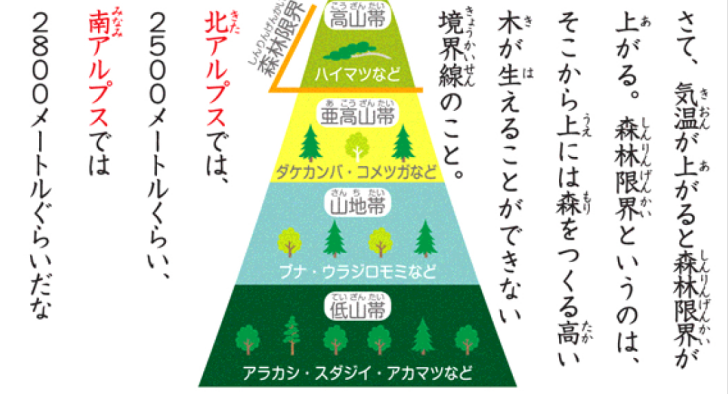 さて、気温が上がると森林限界が
上がる。森林限界というのは、
そこから上には森をつくる高い
木が生えることができない
境界線のこと。
森林限界
高山帯
ハイマツなど
亜高山帯
ダケカンバ・コメツガなど
山地帯
ブナ・ウラジロモミなど
低山帯
アラカシ・スダジイ・アカマツなど
北アルプスでは、
2500メートルくらい、
南アルプスでは
2800メートルぐらいだな